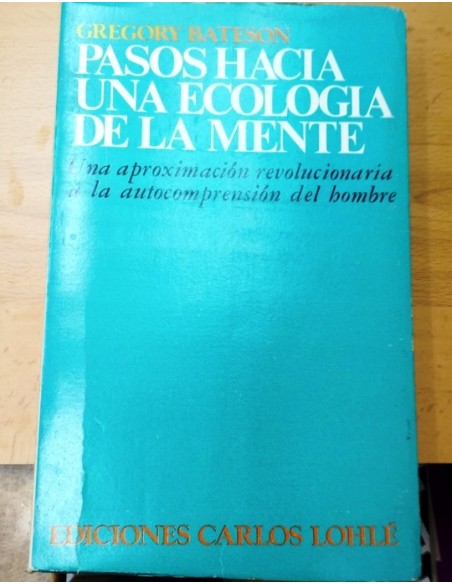 GREGORY BATESON
PASOS HACIA
UNA ECOLOGIA
DE LA MENTE
Una aproximación revolucionaria
a la autocomprensión del hombre
EDICIONES CARLOS LOHLÉ